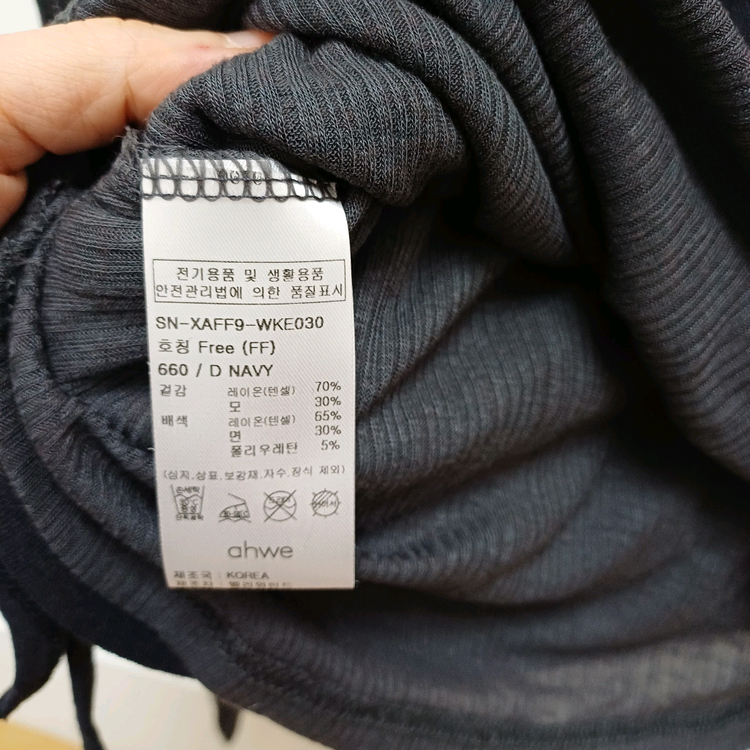 전기용품 및 생활용품
안전관리법에 의한 품질표시
SN-XAFF9-WKE030
호칭 Free (FF)
660 / D NAVY
겉감 레이온(텐셀) 70%
모 30%
배색 레이온(텐셀) 65%
면 30%
폴리우레탄 5%
(심지,상표,보강재,자수,장식 제외)
ahwe
제조국 : KOREA
제조자 :